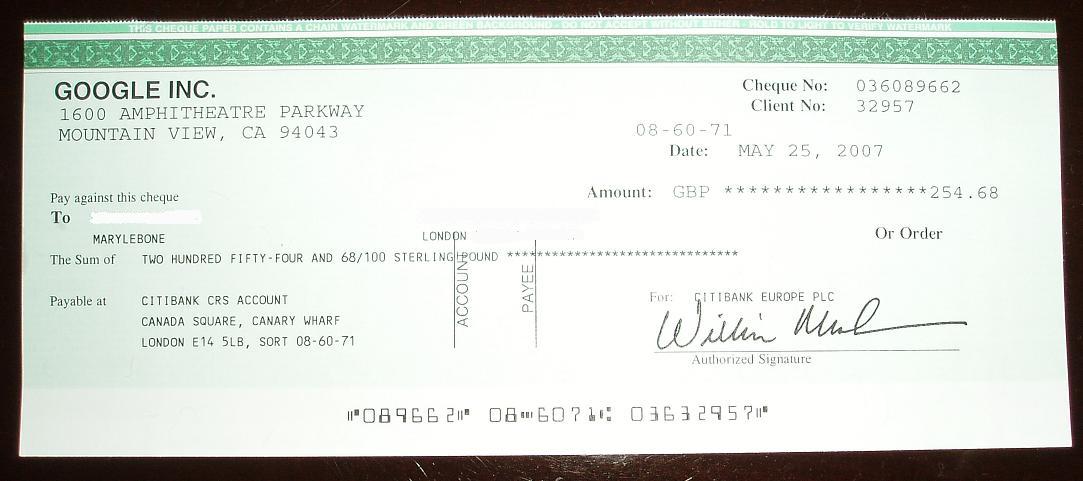 THIS CHEQUE PAPER CONTAINS A CHAIN WATERMARK AND GREEN BACKGROUND - DO NOT ACCEPT WITHOUT EITHER - HOLD TO LIGHT TO VERIFY WATERMARK
GOOGLE INC.
1600 AMPHITHEATRE PARKWAY
MOUNTAIN VIEW, CA 94043
Cheque No: 036089662
Client No: 32957
08-60-71
Date: MAY 25, 2007
Pay against this cheque
Amount: GBP ******************254.68
To
MARYLEBONE LONDON
Or Order
The Sum of TWO HUNDRED FIFTY-FOUR AND 68/100 STERLING POUND *******************************
ACCOUNT
PAYEE
Payable at CITIBANK CRS ACCOUNT
CANADA SQUARE, CANARY WHARF
LONDON E14 5LB, SORT 08-60-71
For: CITIBANK EUROPE PLC
Authorized Signature
⑈089662⑈ 08⑉6071⑆ 03632957⑈